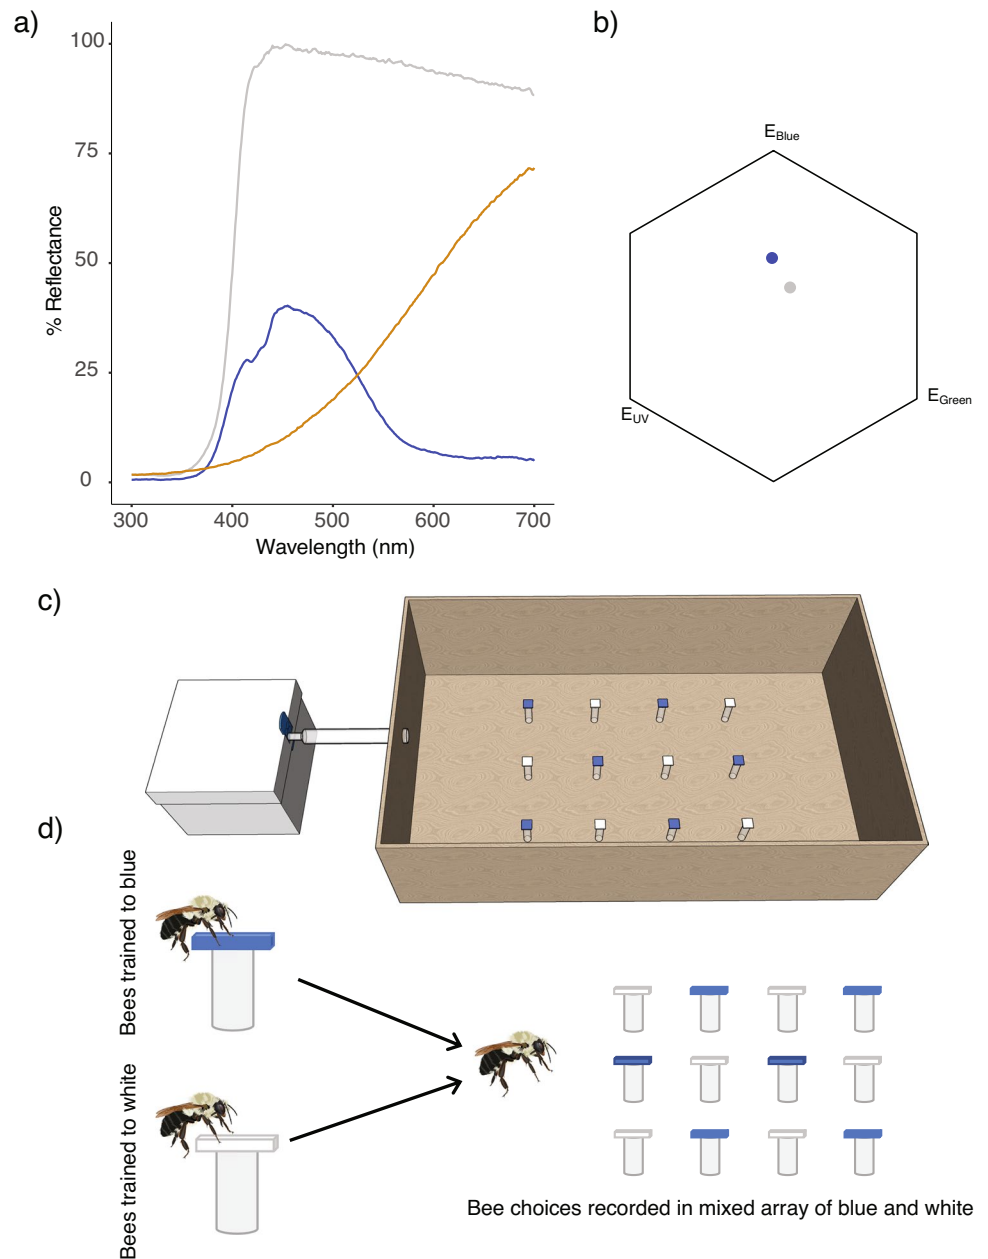 a)
100
75
50
25
0
% Reflectance
300 400 500 600 700
Wavelength (nm)
b)
EBlue
EUV
EGreen
c)
d)
Bees trained to blue
Bees trained to white
Bee choices recorded in mixed array of blue and white